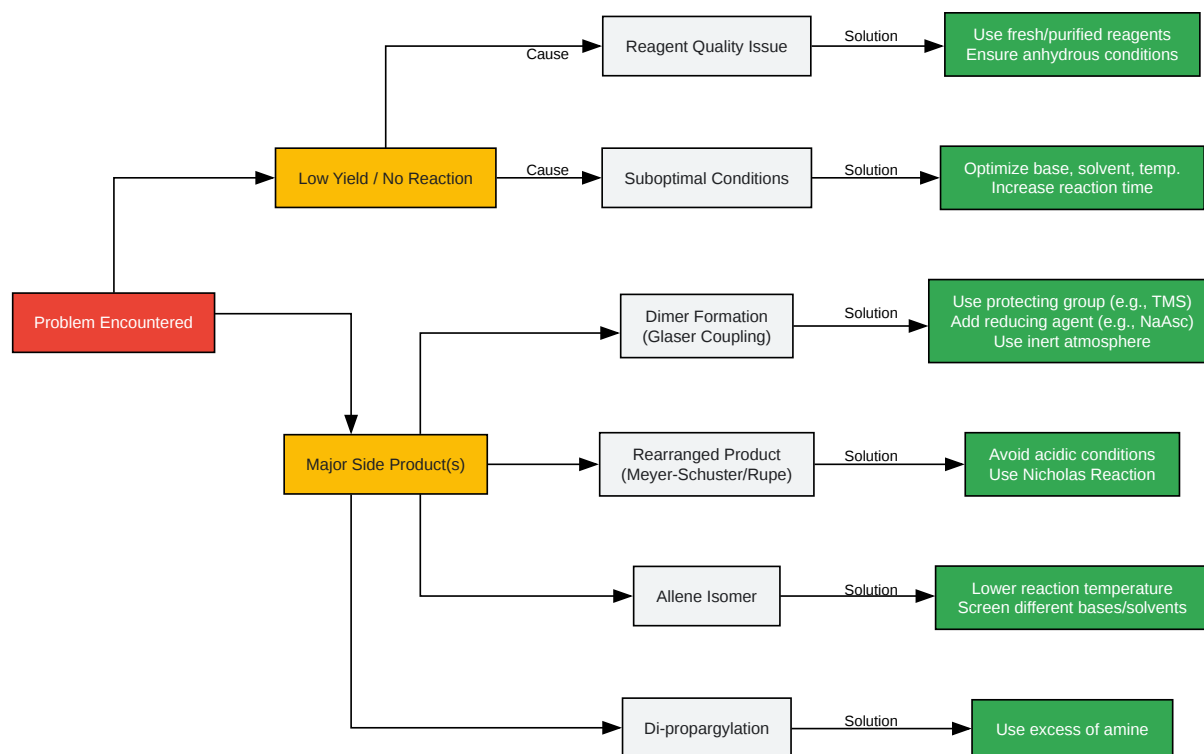 Reagent Quality Issue
Solution
Use fresh/purified reagents
Ensure anhydrous conditions
Cause
Low Yield / No Reaction
Cause
Suboptimal Conditions
Solution
Optimize base, solvent, temp.
Increase reaction time
Problem Encountered
Dimer Formation
(Glaser Coupling)
Solution
Use protecting group (e.g., TMS)
Add reducing agent (e.g., NaAsc)
Use inert atmosphere
Major Side Product(s)
Rearranged Product
(Meyer-Schuster/Rupe)
Solution
Avoid acidic conditions
Use Nicholas Reaction
Allene Isomer
Solution
Lower reaction temperature
Screen different bases/solvents
Di-propargylation
Solution
Use excess of amine